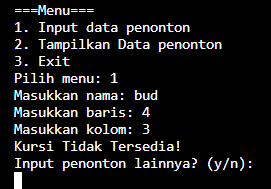 ===Menu===
1. Input data penonton
2. Tampilkan Data penonton
3. Exit
Pilih menu: 1
Masukkan nama: bud
Masukkan baris: 4
Masukkan kolom: 3
Kursi Tidak Tersedia!
Input penonton lainnya? (y/n):